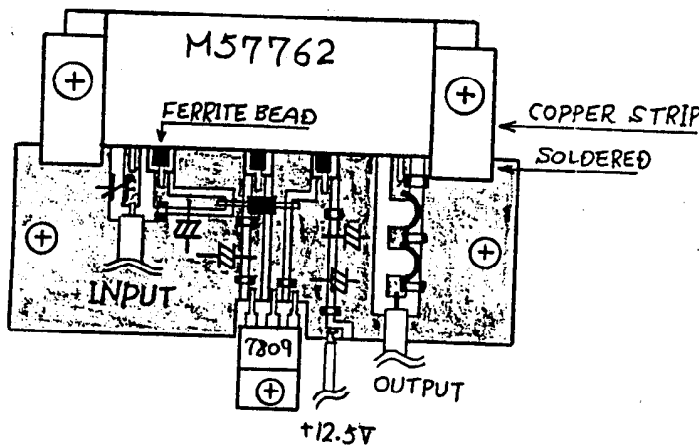 M57762
FERRITE BEAD
COPPER STRIP
SOLDERED
INPUT
7809
OUTPUT
+12.5V